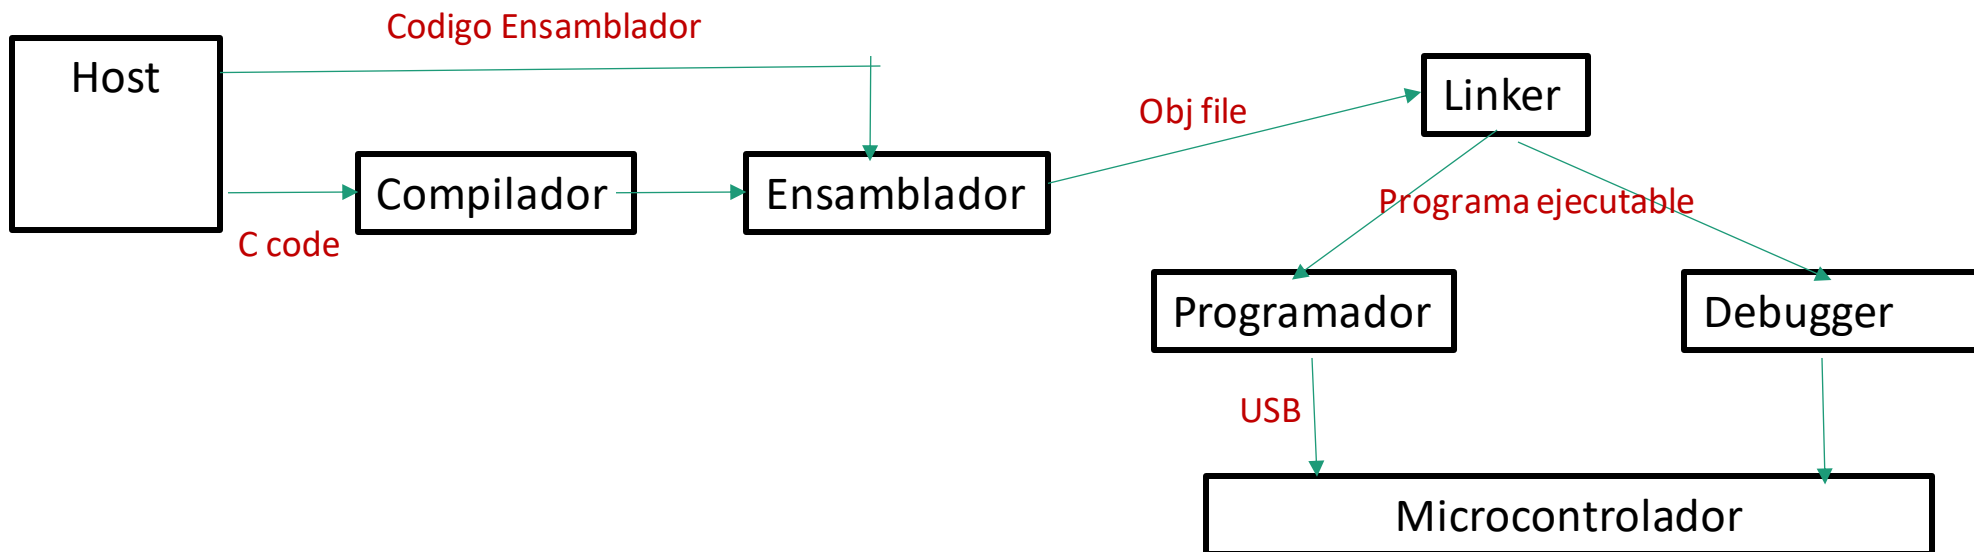 Codigo Ensamblador
Host
Linker
Obj file
Compilador
Ensamblador
Programa ejecutable
C code
Programador
Debugger
USB
Microcontrolador